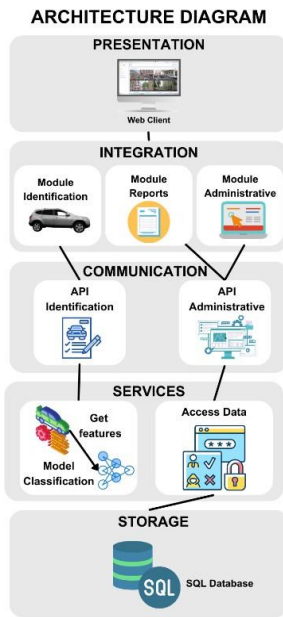 ARCHITECTURE DIAGRAM
PRESENTATION
Web Client
INTEGRATION
Module
Identification
Module
Reports
Module
Administrative
COMMUNICATION
API
Identification
API
Administrative
SERVICES
Get
features
Model
Classification
Access Data
***
STORAGE
SQL
SQL Database